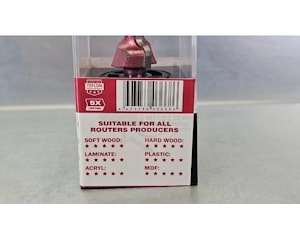 5X
SUITABLE FOR ALL
ROUTERS PRODUCERS
SOFT WOOD: HARD WOOD:
LAMINATE: PLASTIC:
ACRYL: MDF: